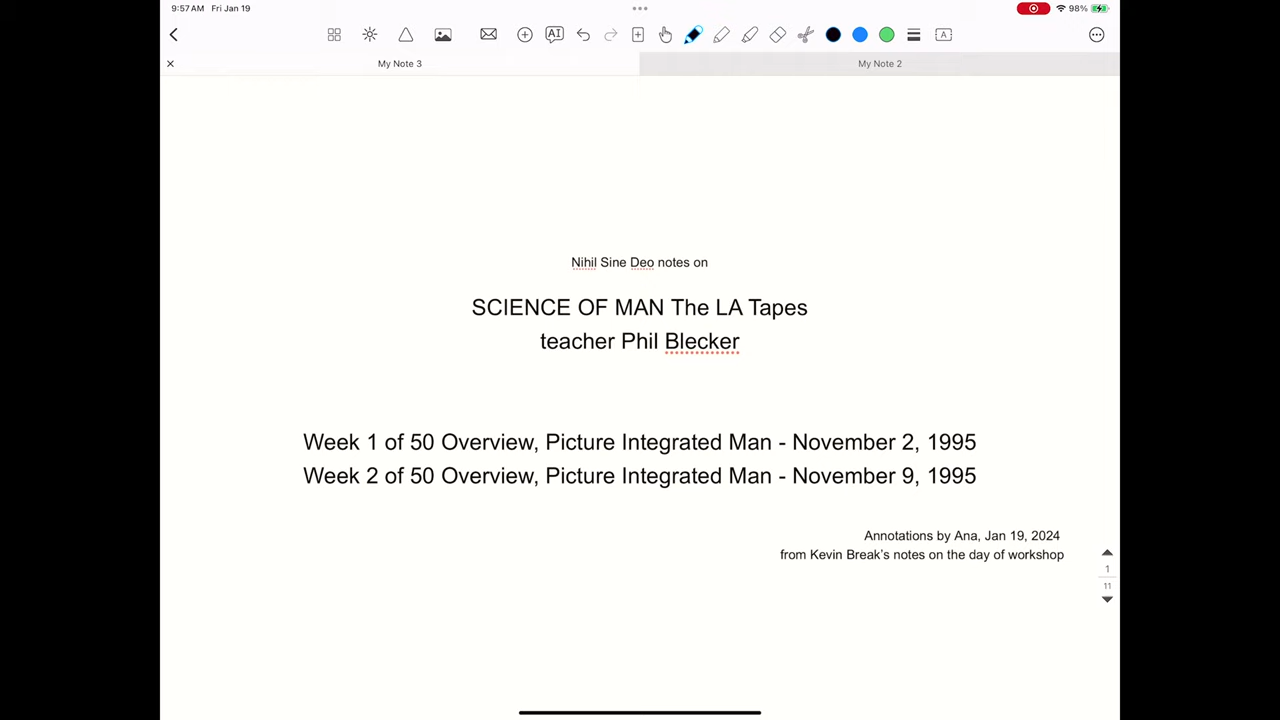 9:57 AM Fri Jan 19
98%
AI
A
My Note 3
My Note 2
Nihil Sine Deo notes on
SCIENCE OF MAN The LA Tapes
teacher Phil Blecker
Week 1 of 50 Overview, Picture Integrated Man - November 2, 1995
Week 2 of 50 Overview, Picture Integrated Man - November 9, 1995
Annotations by Ana, Jan 19, 2024
from Kevin Break’s notes on the day of workshop
1
11